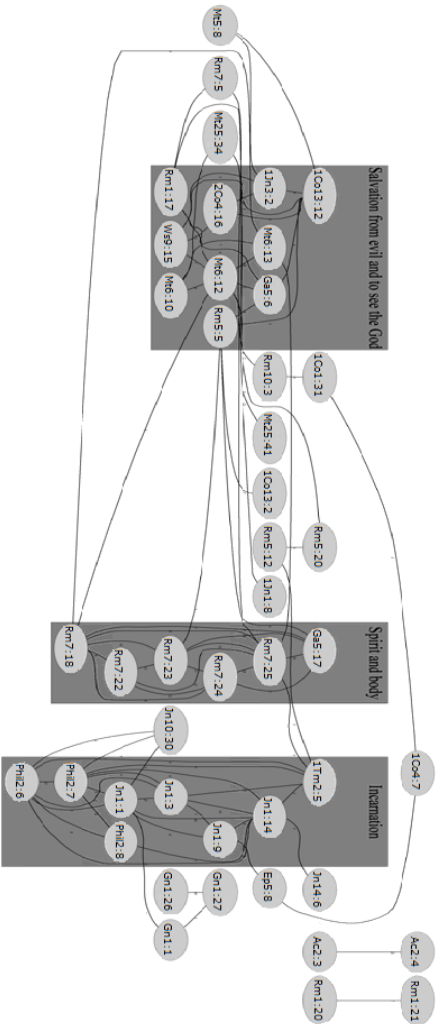 Mt5:8
Rm7:5
Mt25:34
Salvation from evil and to see the God
1Co13:12
1Jn3:2
2Co4:16
Rm1:17
Mt6:13
Ws9:15
Ga5:6
Mt6:12
Mt6:10
Rm5:5
1Co1:31
Rm10:3
Mt25:41
1Co13:2
Rm5:20
Rm5:12
1Jn1:8
Spirit and body
Ga5:17
Rm7:25
Rm7:24
Rm7:23
Rm7:22
Rm7:18
Jn10:30
1Co4:7
Incarnation
1Tm2:5
Jn1:14
Jn1:9
Jn1:3
Jn1:1
Phil2:8
Phil2:7
Phil2:6
Jn14:6
Ep5:8
Gn1:27
Gn1:26
Gn1:1
Ac2:4
Ac2:3
Rm1:21
Rm1:20